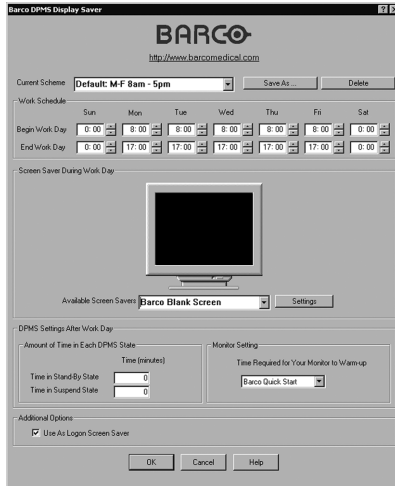 Barco DPMS Display Saver
BARCO
http://www.barcomedical.com
Current Scheme Default: M-F 8am - 5pm Save As ... Delete
Work Schedule
Sun Mon Tue Wed Thu Fri Sat
Begin Work Day 0: 00 8: 00 8: 00 8: 00 8: 00 8: 00 0: 00
End Work Day 0: 00 17: 00 17: 00 17: 00 17: 00 17: 00 0: 00
Screen Saver During Work Day
Available Screen Savers Barco Blank Screen Settings
DPMS Settings After Work Day
Amount of Time in Each DPMS State
Time (minutes)
Time in Stand-By State 0
Time in Suspend State 0
Monitor Setting
Time Required for Your Monitor to Warm-up
Barco Quick Start
Additional Options
Use As Logon Screen Saver
OK Cancel Help